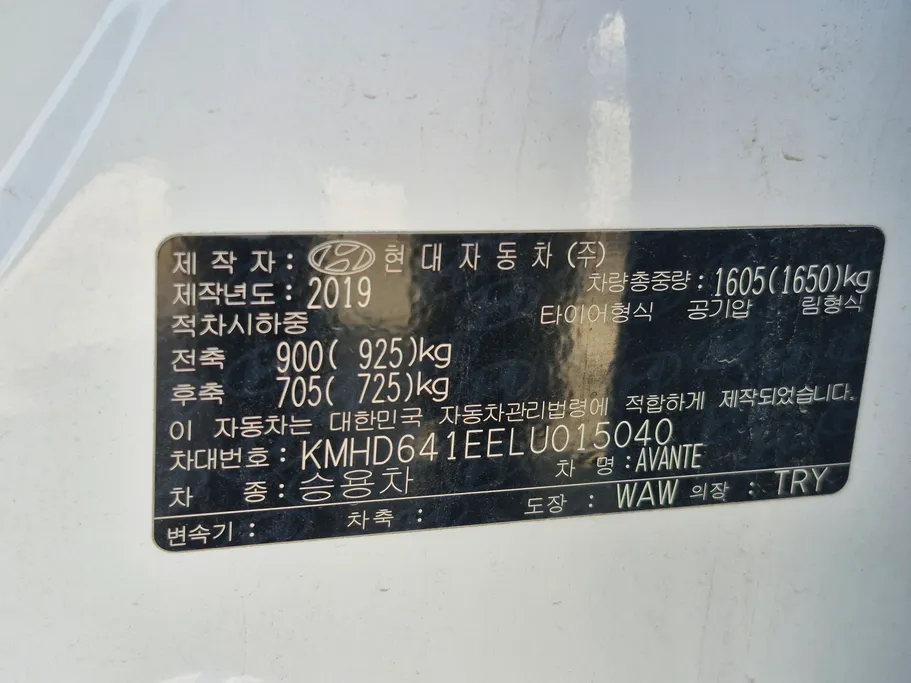 제 작 자 : 현대자동차(주)
제작년도 : 2019 차량총중량 : 1605(1650)kg
적차시하중 타이어형식 공기압 림형식
전축 900( 925)kg
후축 705( 725)kg
이 자동차는 대한민국 자동차관리법령에 적합하게 제작되었습니다.
차대번호 : KMHD641EELU015040
차 종 : 승용차 차 명 : AVANTE
변속기 : 차축 : 도장 : WAW 의장 : TRY